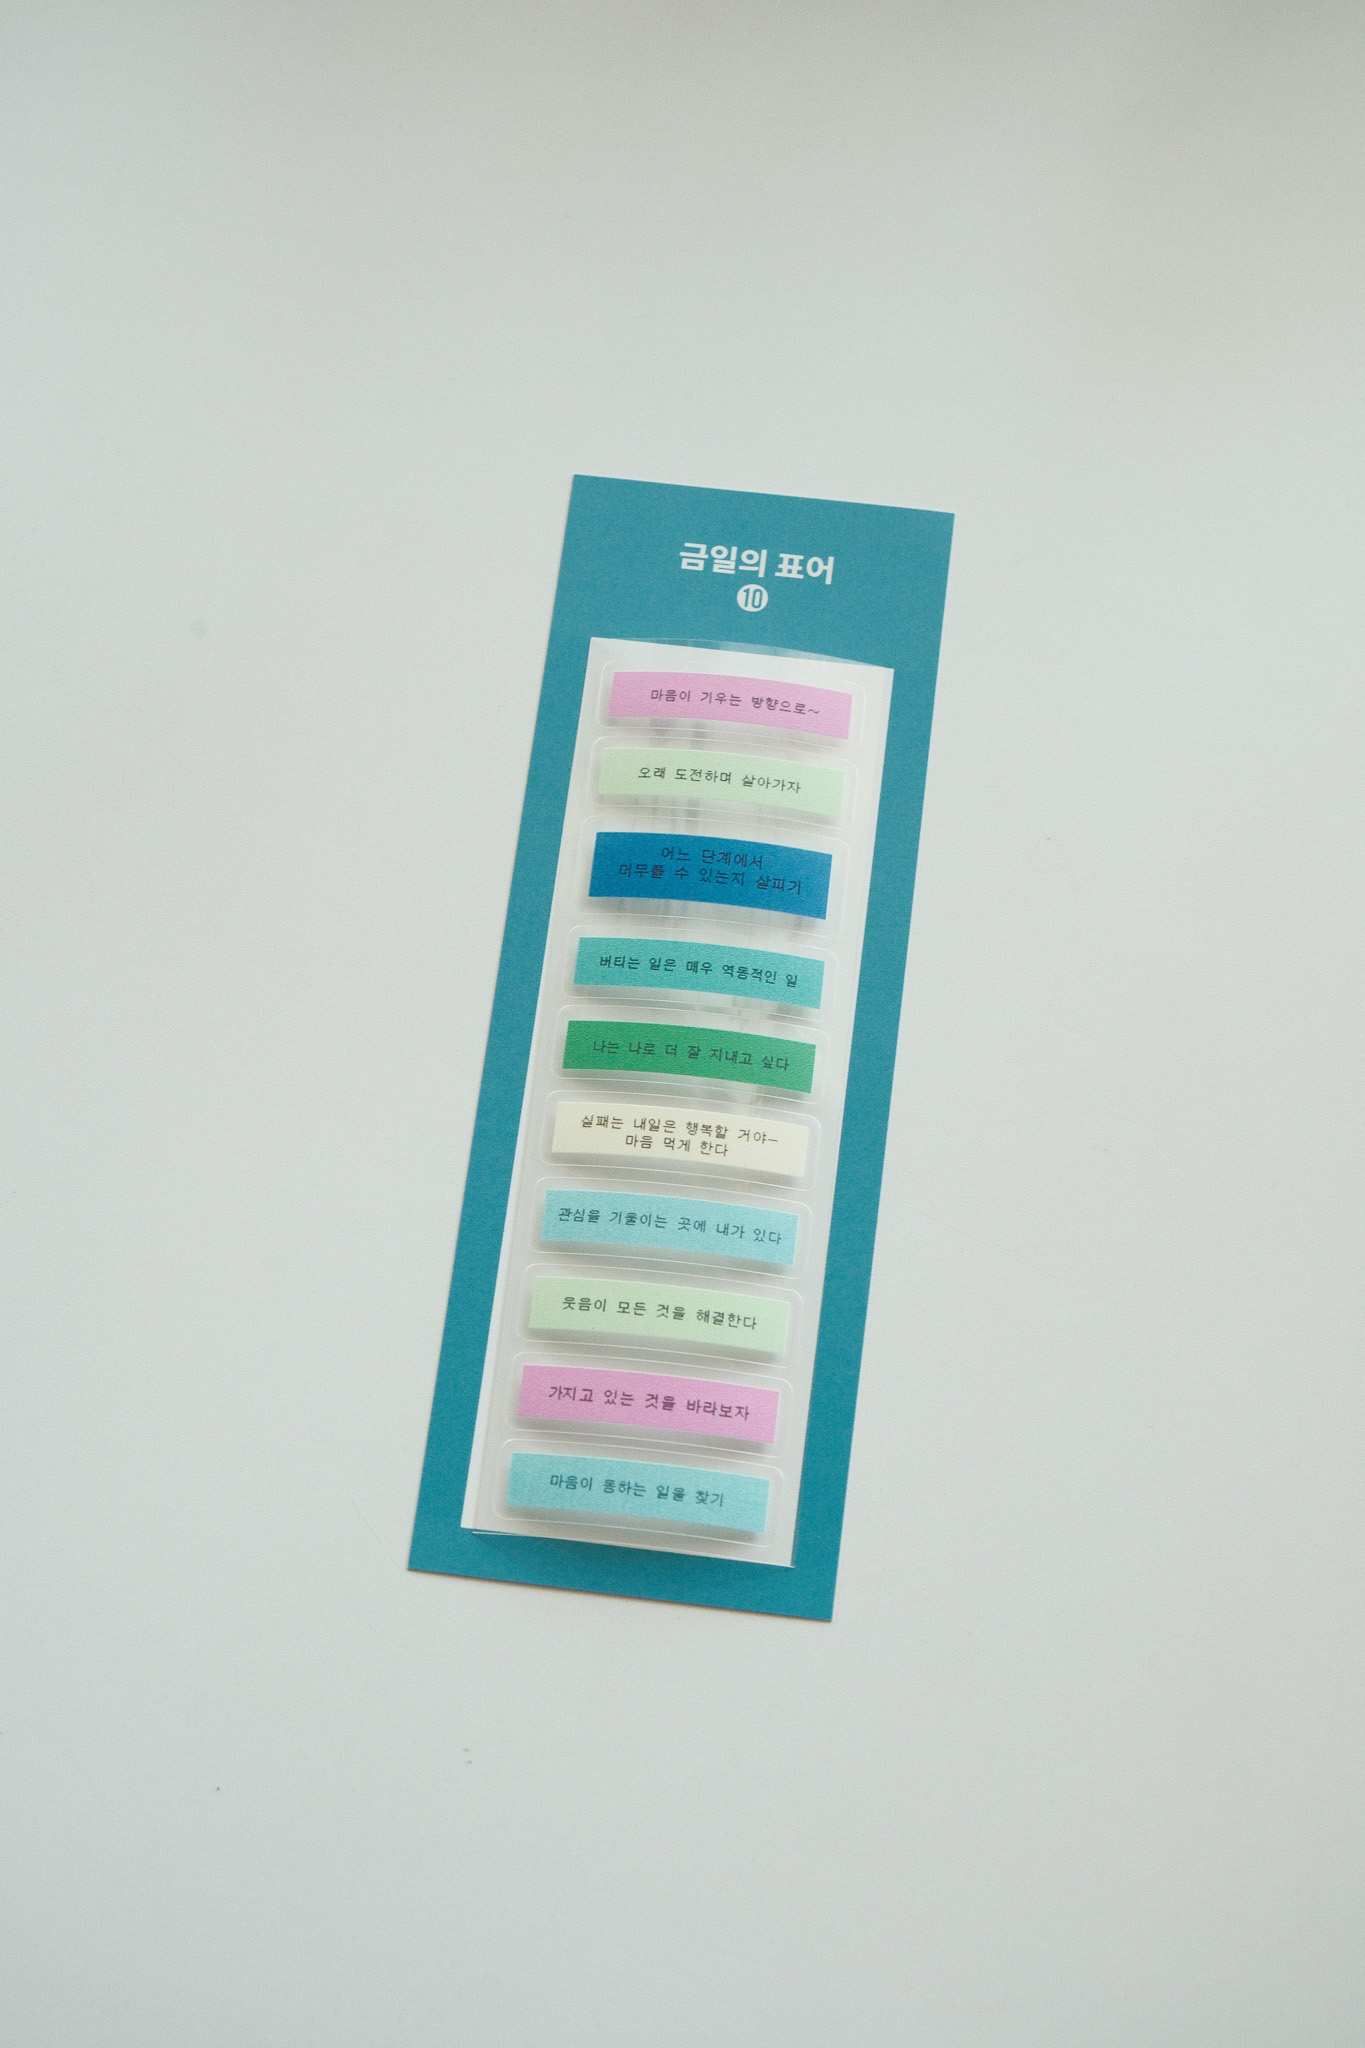 금일의 표어
10
마음이 기우는 방향으로~
오래 도전하며 살아가자
어느 단계에서
머무를 수 있는지 살피기
버티는 일은 매우 역동적인 일
나는 나로 더 잘 지내고 싶다
실패는 내일은 행복할 거야—
마음 먹게 한다
관심을 기울이는 곳에 내가 있다
웃음이 모든 것을 해결한다
가지고 있는 것을 바라보자
마음이 동하는 일을 찾기